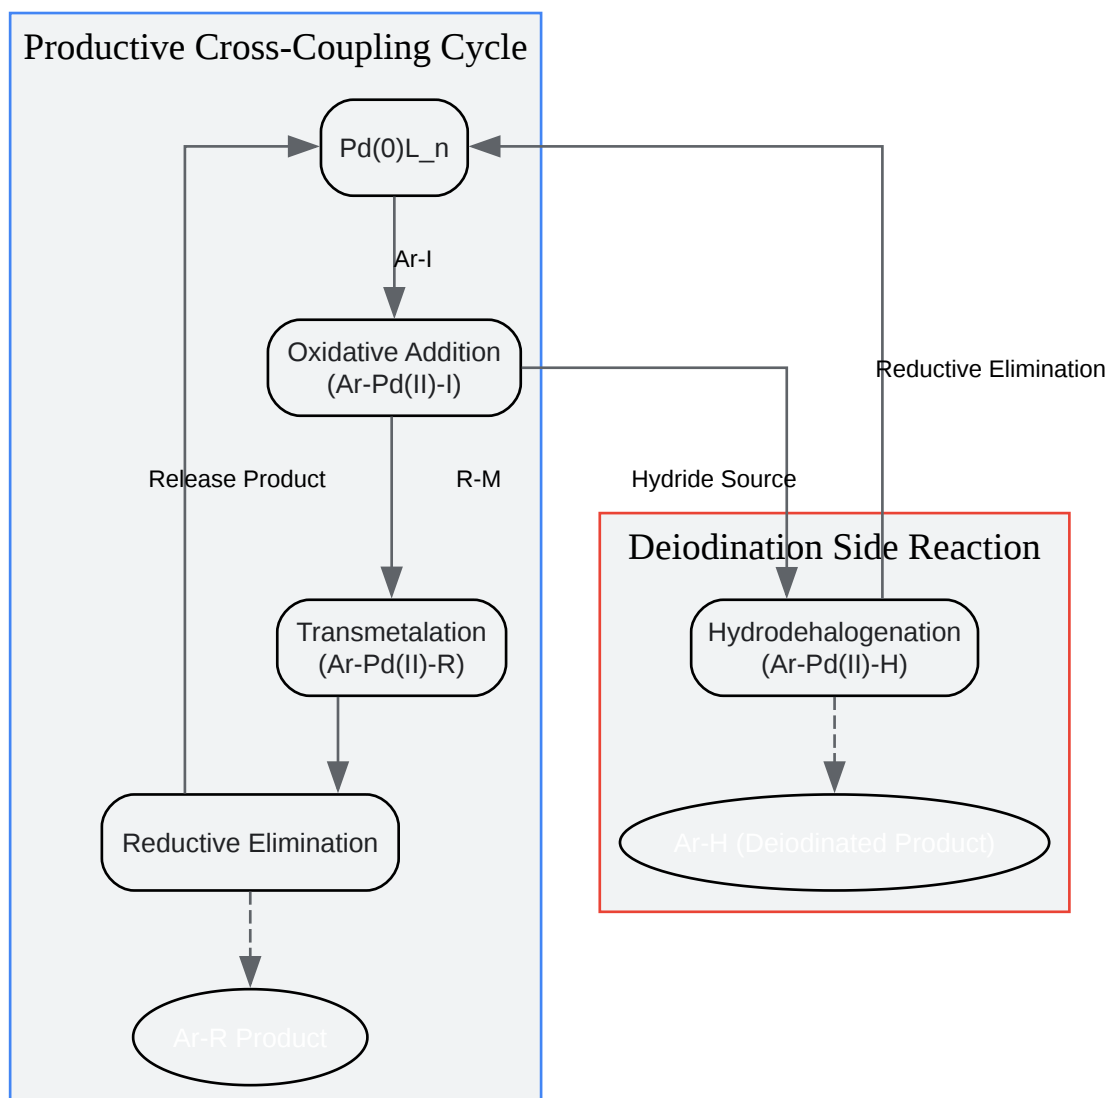 Productive Cross-Coupling Cycle
Pd(0)L_n
Ar-I
Oxidative Addition
(Ar-Pd(II)-I)
Reductive Elimination
Release Product
R-M
Hydride Source
Deiodination Side Reaction
Transmetalation
(Ar-Pd(II)-R)
Hydrodehalogenation
(Ar-Pd(II)-H)
Reductive Elimination
Ar-H (Deiodinated Product)
Ar-R Product